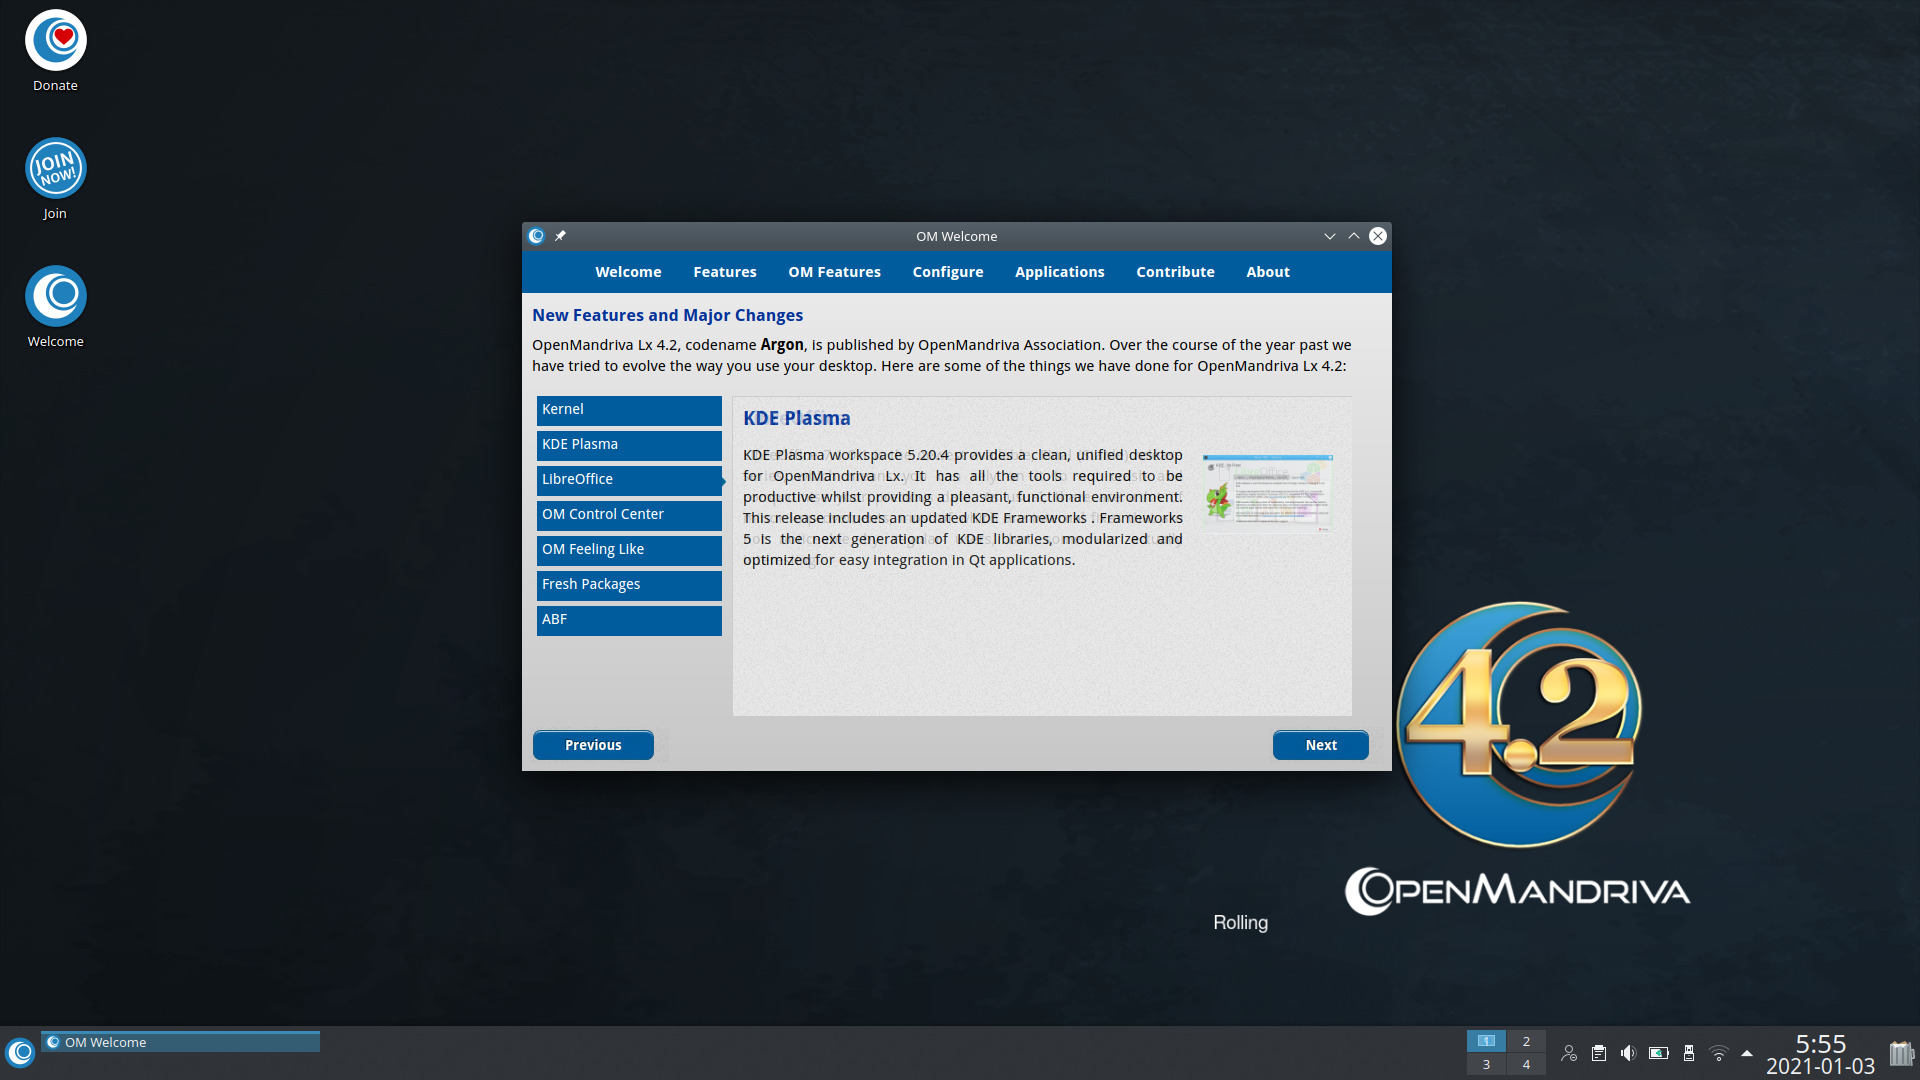 Donate
JOIN NOW!
Join
Welcome
OM Welcome
Welcome Features OM Features Configure Applications Contribute About
New Features and Major Changes
OpenMandriva Lx 4.2, codename Argon, is published by OpenMandriva Association. Over the course of the year past we
have tried to evolve the way you use your desktop. Here are some of the things we have done for OpenMandriva Lx 4.2:
Kernel
KDE Plasma
LibreOffice
OM Control Center
OM Feeling Like
Fresh Packages
ABF
KDE Plasma
KDE Plasma workspace 5.20.4 provides a clean, unified desktop
for OpenMandriva Lx. It has all the tools required to be
productive whilst providing a pleasant, functional environment.
This release includes an updated KDE Frameworks . Frameworks
5 is the next generation of KDE libraries, modularized and
optimized for easy integration in Qt applications.
Previous
Next
4.2
OPENMANDRIVA
Rolling
OM Welcome
1 2
3 4
5:55
2021-01-03